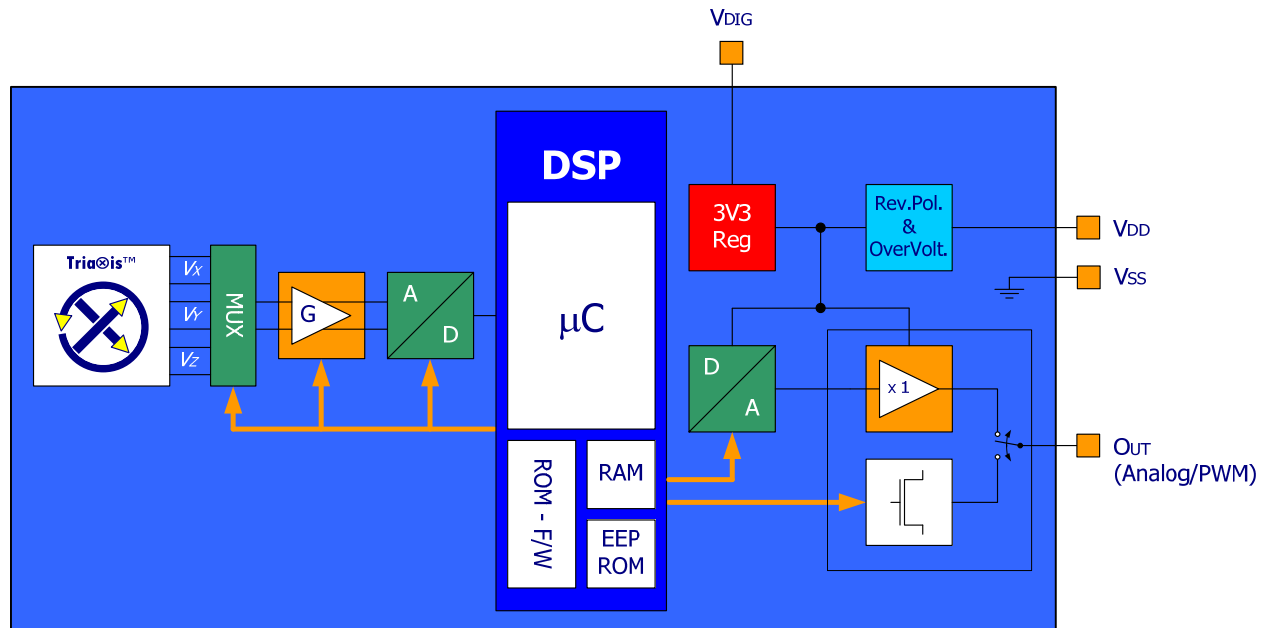 VDIG
DSP
3V3
Reg
Rev.Pol.
&
OverVolt.
VDD
VSS
Tria⊗is™
VX
VY
VZ
MUX
G
A
D
µC
D
A
x 1
OUT
(Analog/PWM)
ROM - F/W
RAM
EEP
ROM